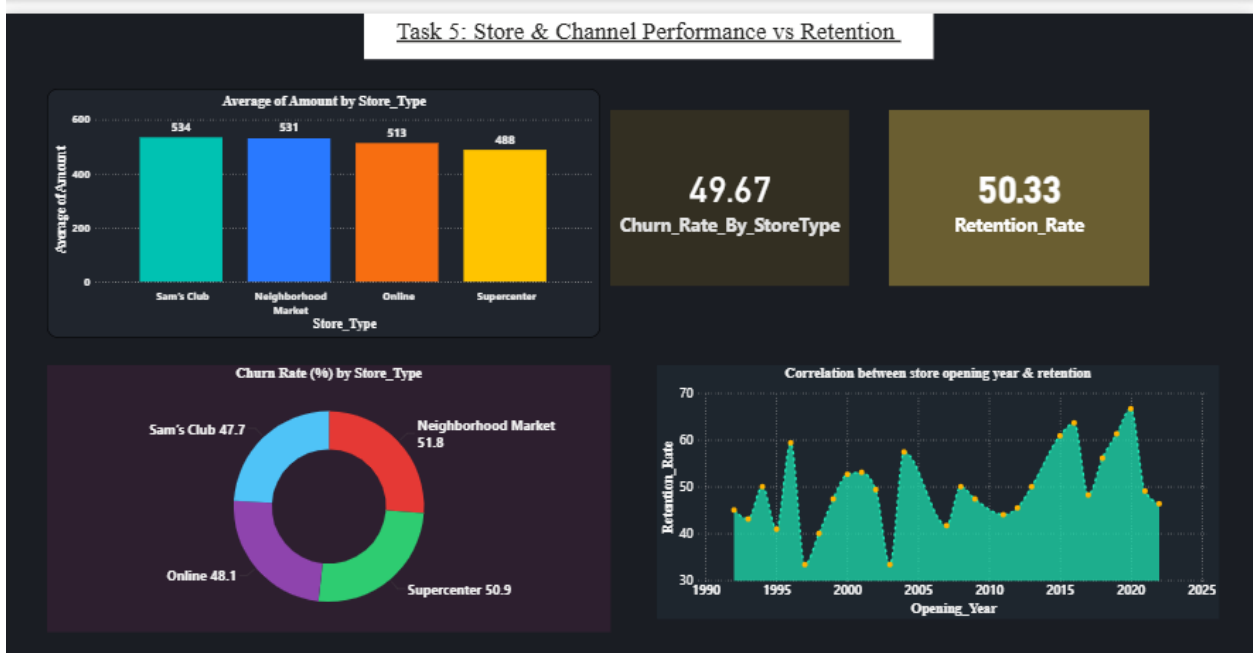 Task 5: Store & Channel Performance vs Retention
Average of Amount by Store_Type
Average of Amount
600
400
200
0
534
531
513
488
Sam's Club
Neighborhood
Market
Online
Supercenter
Store_Type
49.67
Churn_Rate_By_StoreType
50.33
Retention_Rate
Churn Rate (%) by Store_Type
Sam's Club 47.7
Neighborhood Market
51.8
Online 48.1
Supercenter 50.9
Correlation between store opening year & retention
Retention_Rate
70
60
50
40
30
1990
1995
2000
2005
2010
2015
2020
2025
Opening_Year